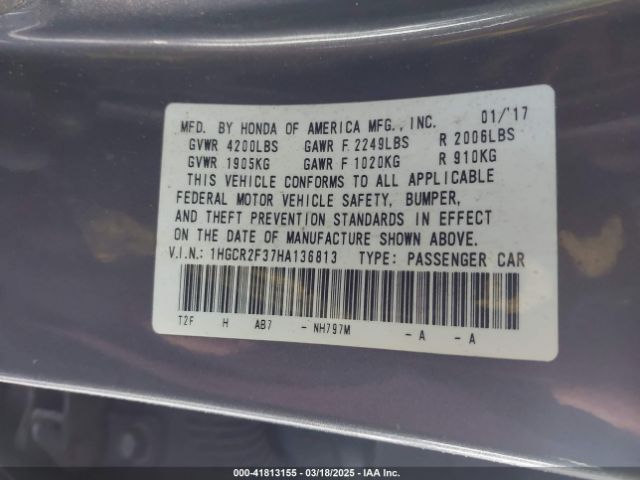 MFD. BY HONDA OF AMERICA MFG., INC. 01/'17
GVWR 4200LBS GAWR F 2249LBS R 2006LBS
GVWR 1905KG GAWR F 1020KG R 910KG
THIS VEHICLE CONFORMS TO ALL APPLICABLE
FEDERAL MOTOR VEHICLE SAFETY, BUMPER,
AND THEFT PREVENTION STANDARDS IN EFFECT
ON THE DATE OF MANUFACTURE SHOWN ABOVE.
V.I.N.: 1HGCR2F37HA136813 TYPE: PASSENGER CAR
T2F H AB7 - NH797M - A - A
000-41813155 - 03/18/2025 - IAA Inc.